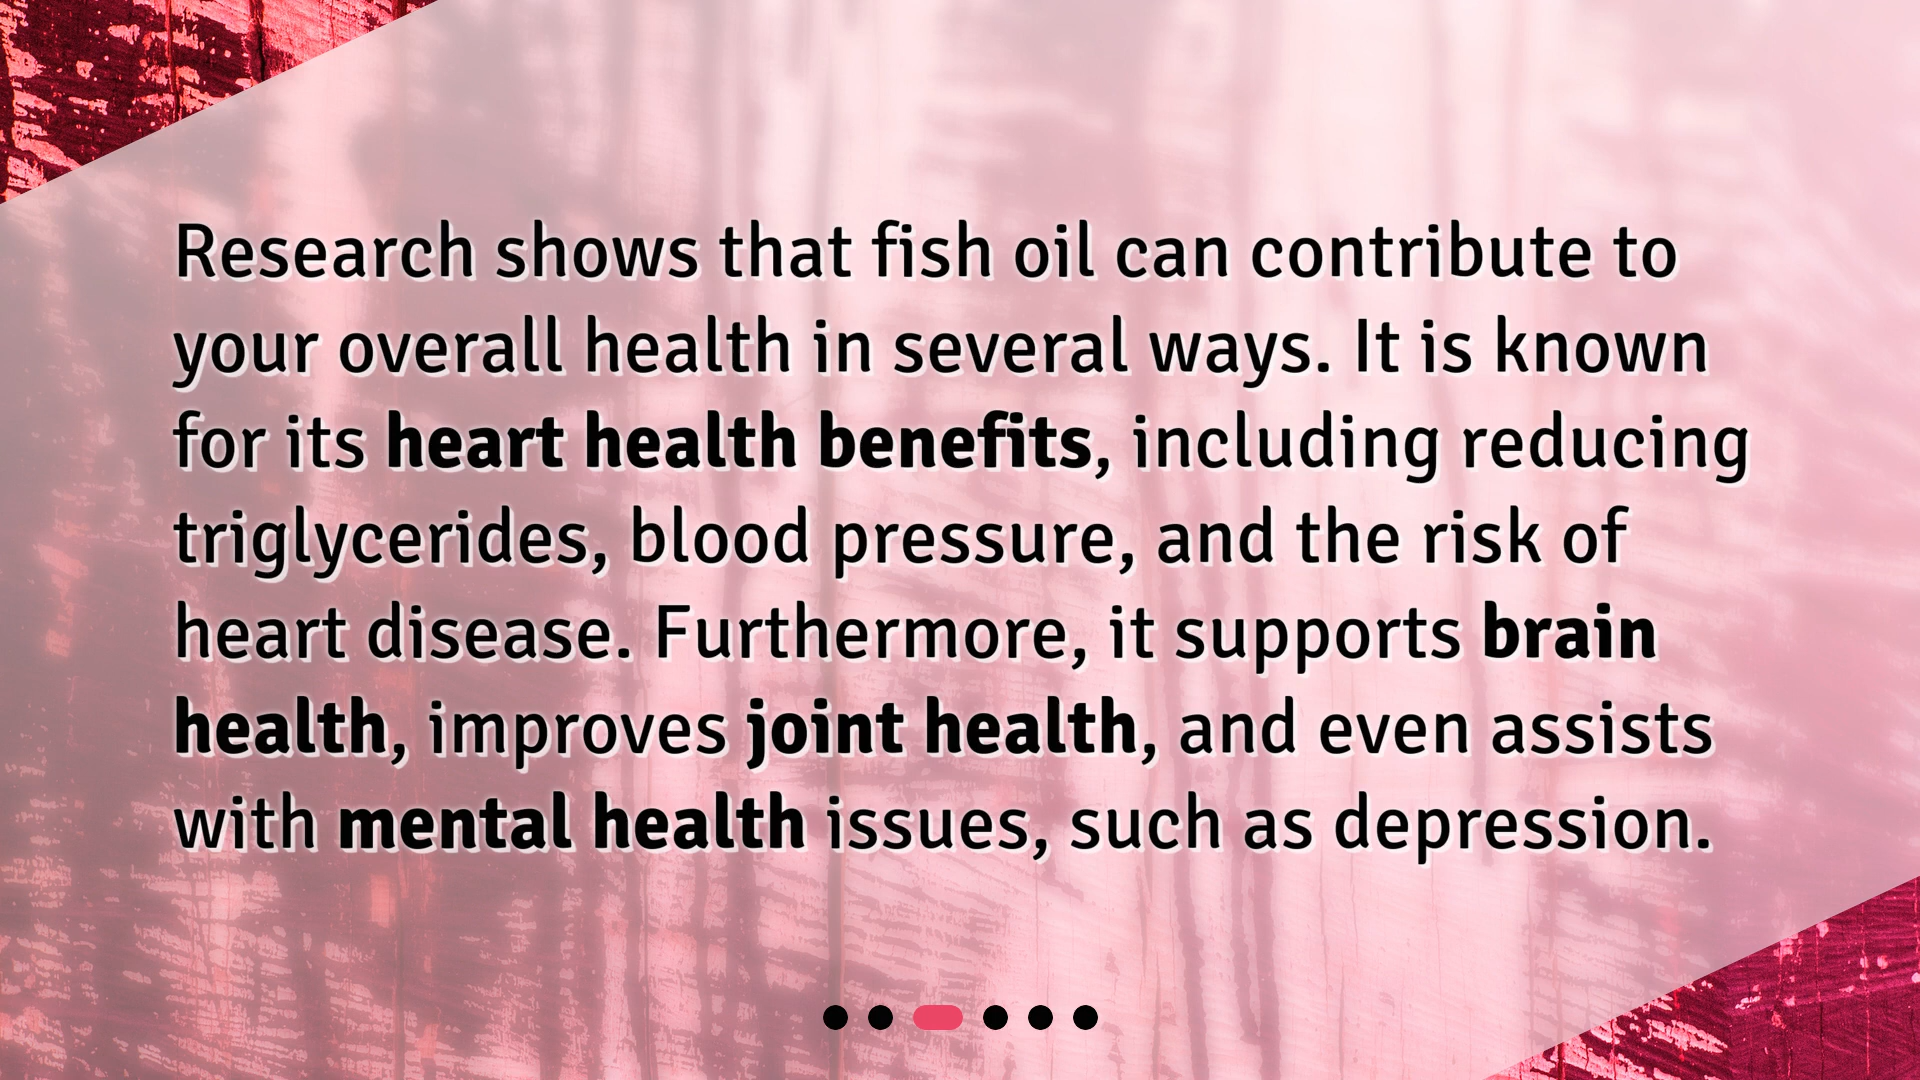 Research shows that fish oil can contribute to
your overall health in several ways. It is known
for its heart health benefits, including reducing
triglycerides, blood pressure, and the risk of
heart disease. Furthermore, it supports brain
health, improves joint health, and even assists
with mental health issues, such as depression.